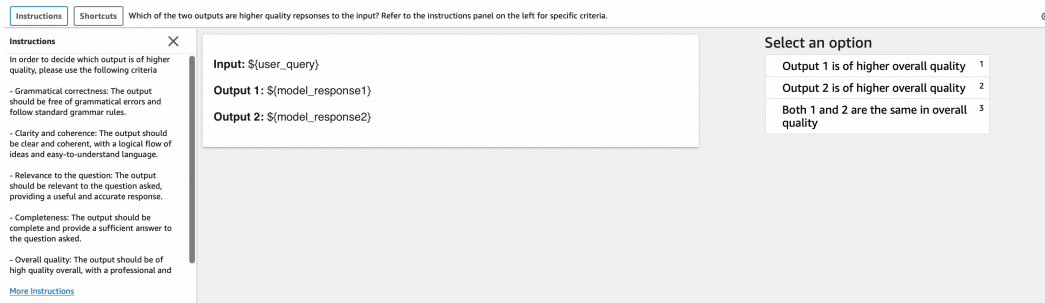 Instructions
Shortcuts
Which of the two outputs are higher quality repsonses to the input? Refer to the instructions panel on the left for specific criteria.
Instructions
In order to decide which output is of higher
quality, please use the following criteria
- Grammatical correctness: The output
should be free of grammatical errors and
follow standard grammar rules.
- Clarity and coherence: The output should
be clear and coherent, with a logical flow of
ideas and easy-to-understand language.
- Relevance to the question: The output
should be relevant to the question asked,
providing a useful and accurate response.
- Completeness: The output should be
complete and provide a sufficient answer to
the question asked.
- Overall quality: The output should be of
high quality overall, with a professional and
More Instructions
Input: ${user_query}
Output 1: ${model_response1}
Output 2: ${model_response2}
Select an option
Output 1 is of higher overall quality 1
Output 2 is of higher overall quality 2
Both 1 and 2 are the same in overall 3
quality